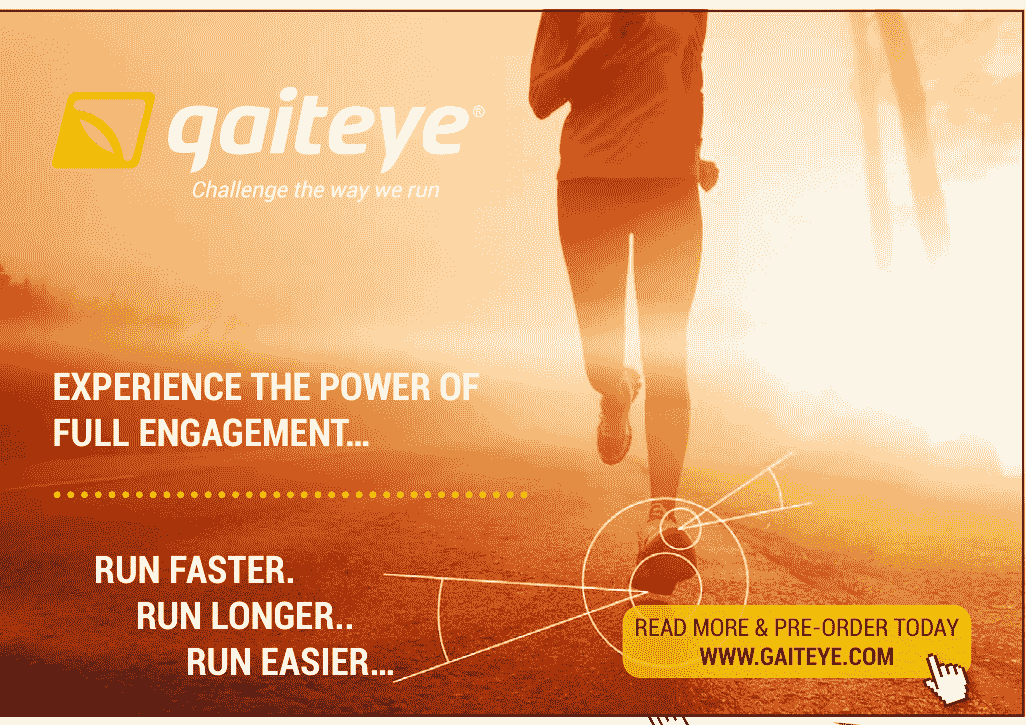 gaiteye®
Challenge the way we run
EXPERIENCE THE POWER OF
FULL ENGAGEMENT...
RUN FASTER.
RUN LONGER..
RUN EASIER...
READ MORE & PRE-ORDER TODAY
WWW.GAITEYE.COM